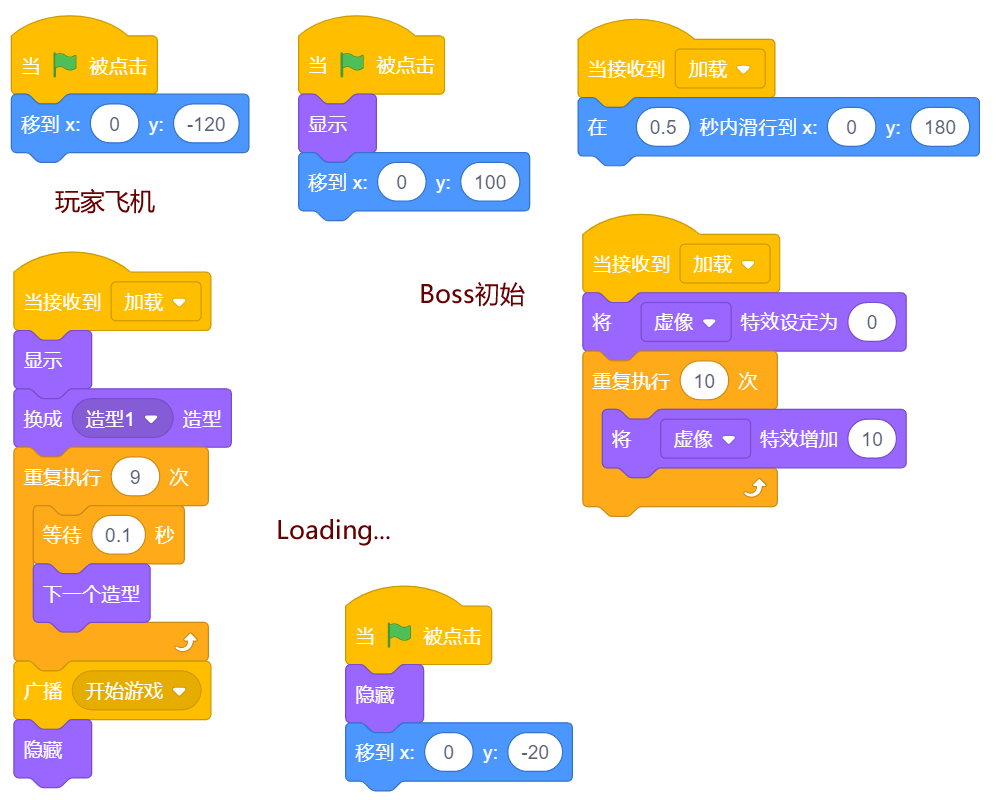 当 被点击
移到 x: 0 y: -120
玩家飞机
当 被点击
显示
移到 x: 0 y: 100
Boss初始
当接收到 加载
在 0.5 秒内滑行到 x: 0 y: 180
当接收到 加载
将 虚像 特效设定为 0
重复执行 10 次
将 虚像 特效增加 10
当接收到 加载
显示
换成 造型1 造型
重复执行 9 次
等待 0.1 秒
下一个造型
广播 开始游戏
隐藏
Loading...
当 被点击
隐藏
移到 x: 0 y: -20